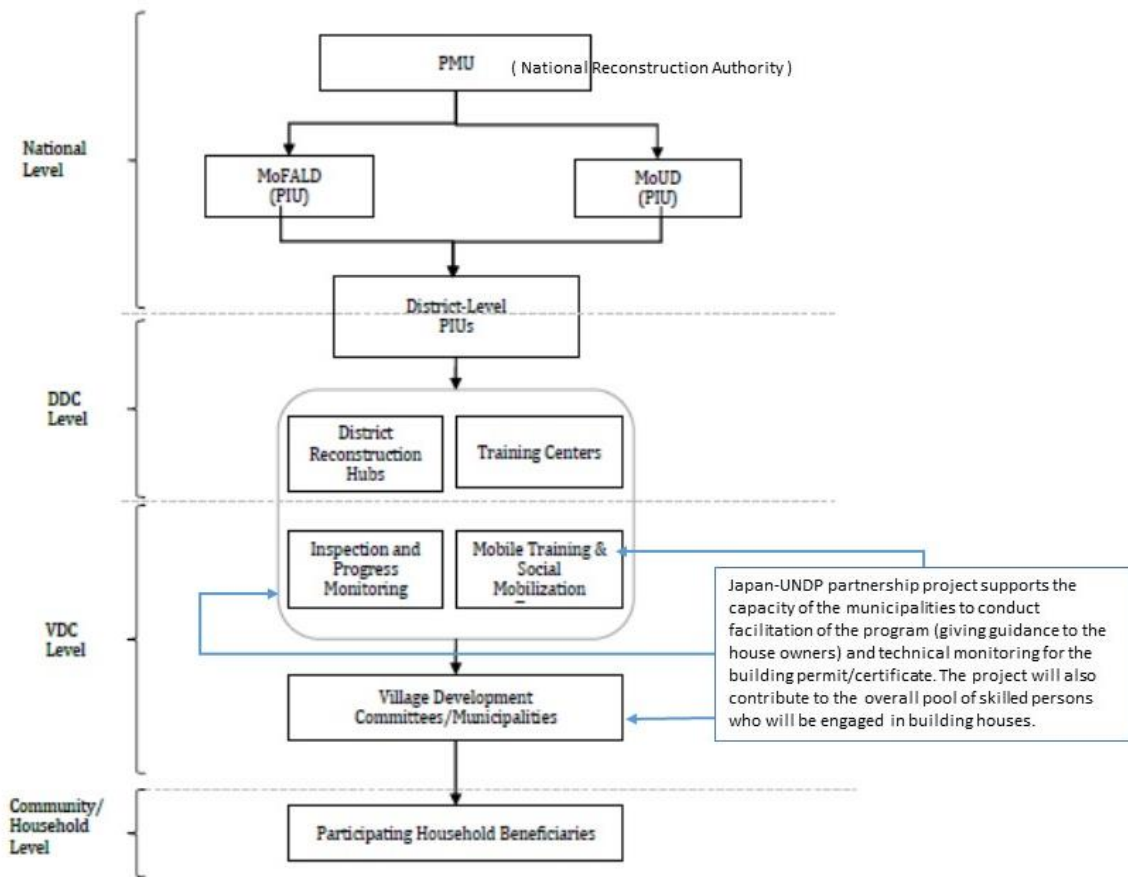 PMU
( National Reconstruction Authority )
National
Level
MoFALD
(PIU)
MoUD
(PIU)
District-Level
PIUs
DDC
Level
District
Reconstruction
Hubs
Training Centers
Inspection and
Progress
Monitoring
Mobile Training &
Social
Mobilization
Japan-UNDP partnership project supports the
capacity of the municipalities to conduct
facilitation of the program (giving guidance to the
house owners) and technical monitoring for the
building permit/certificate. The project will also
contribute to the overall pool of skilled persons
who will be engaged in building houses.
VDC
Level
Village Development
Committees/Municipalities
Community/
Household
Level
Participating Household Beneficiaries